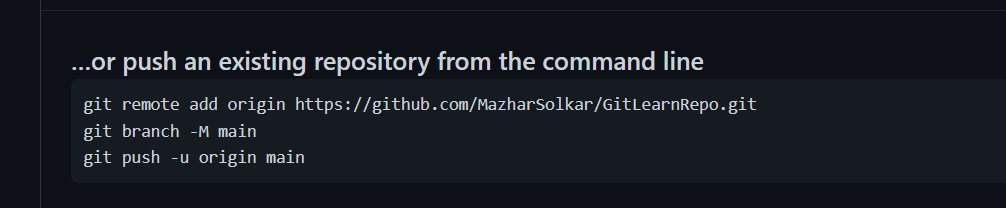 ...or push an existing repository from the command line
git remote add origin https://github.com/MazharSolkar/GitLearnRepo.git
git branch -M main
git push -u origin main